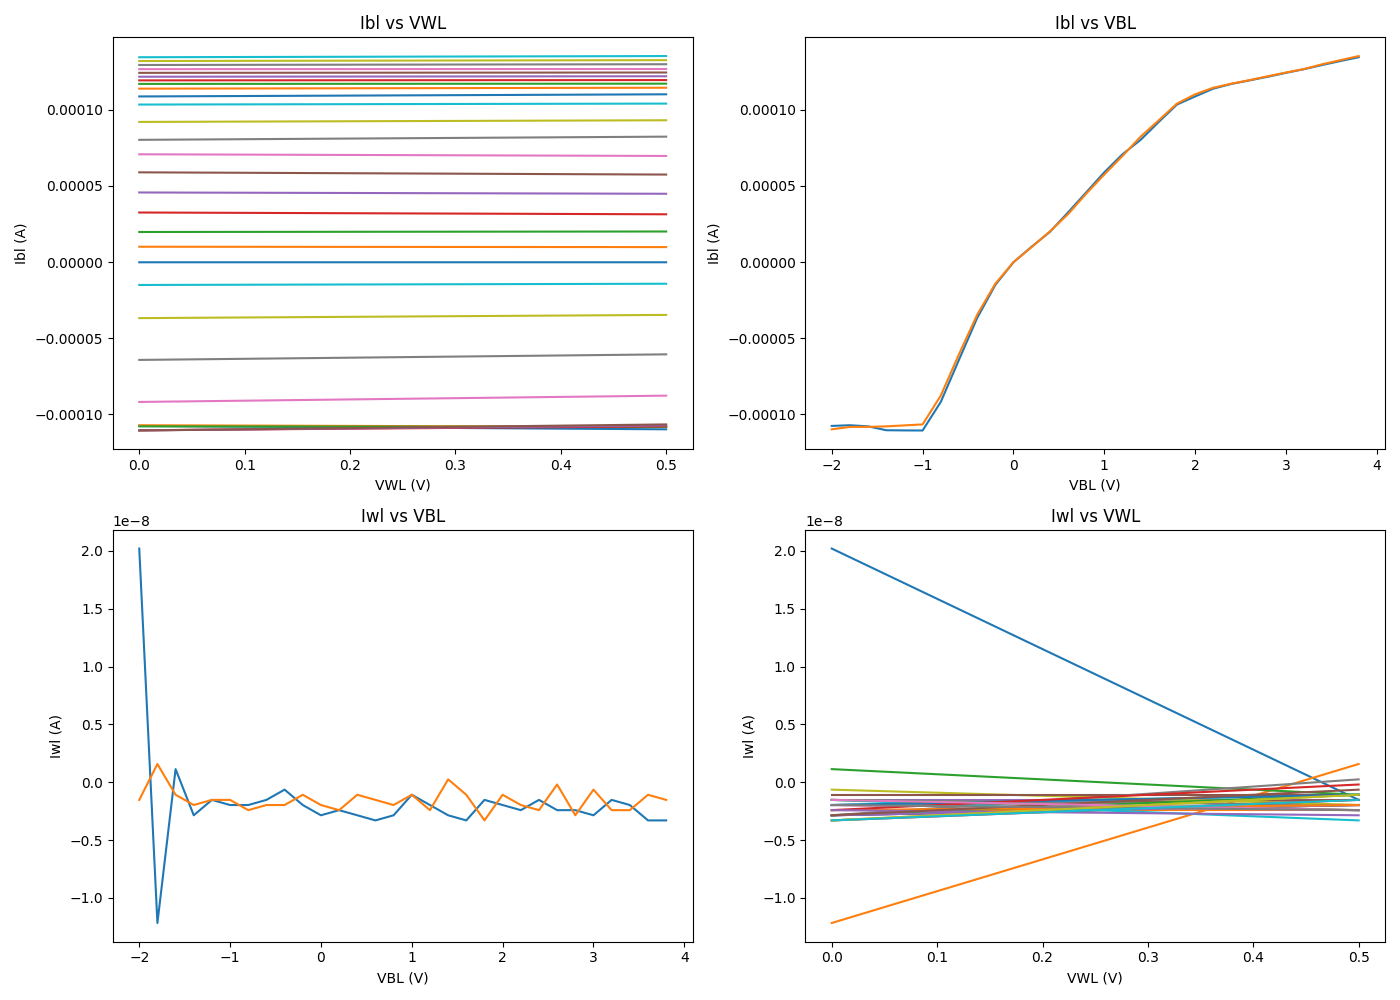 Ibl vs VWL
Ibl (A)
0.00010
0.00005
0.00000
−0.00005
−0.00010
0.0 0.1 0.2 0.3 0.4 0.5
VWL (V)
Ibl vs VBL
Ibl (A)
0.00010
0.00005
0.00000
−0.00005
−0.00010
−2 −1 0 1 2 3 4
VBL (V)
Iwl vs VBL
1e−8
Iwl (A)
2.0
1.5
1.0
0.5
0.0
−0.5
−1.0
−2 −1 0 1 2 3 4
VBL (V)
Iwl vs VWL
1e−8
Iwl (A)
2.0
1.5
1.0
0.5
0.0
−0.5
−1.0
0.0 0.1 0.2 0.3 0.4 0.5
VWL (V)